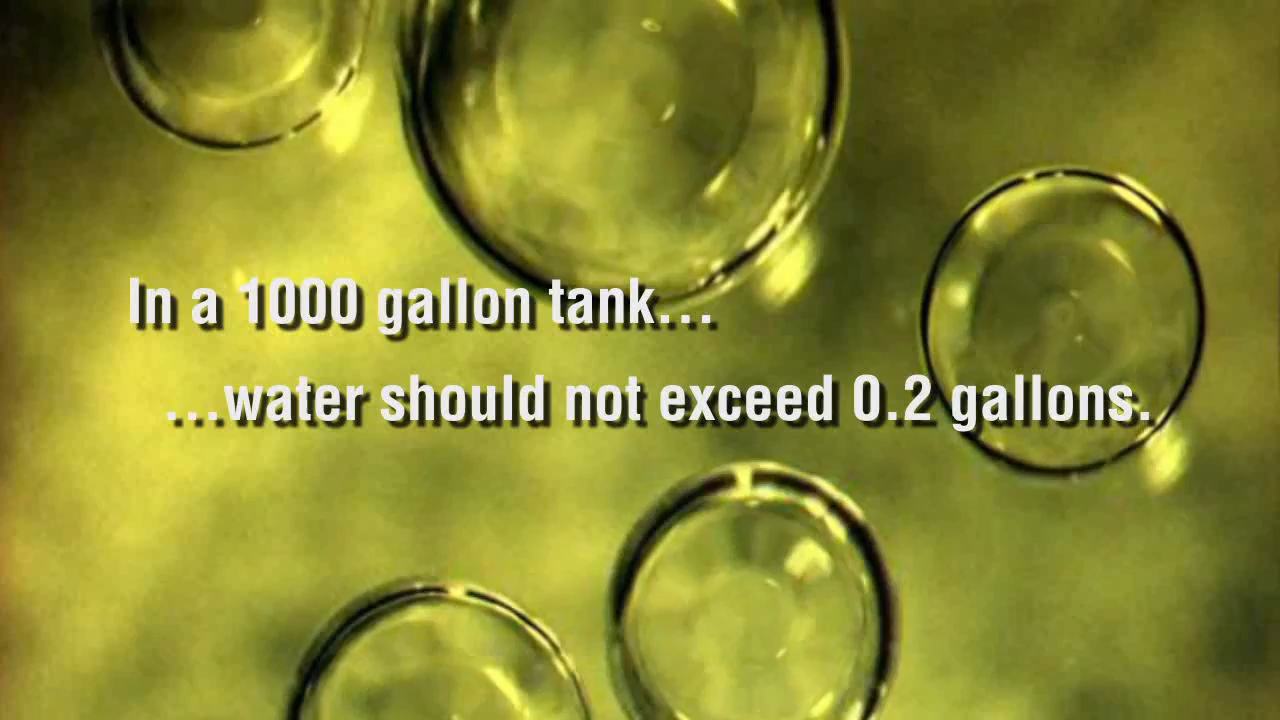 In a 1000 gallon tank...
...water should not exceed 0.2 gallons.